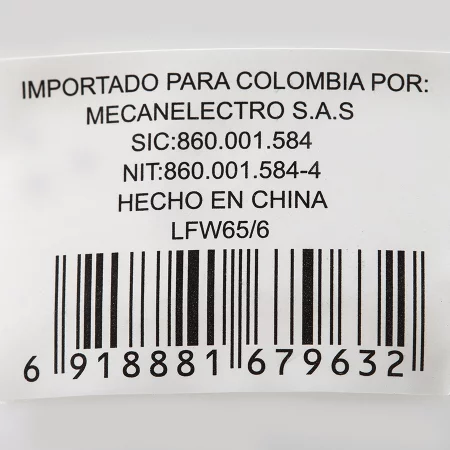 IMPORTADO PARA COLOMBIA POR:
MECANELECTRO S.A.S
SIC:860.001.584
NIT:860.001.584-4
HECHO EN CHINA
LFW65/6
6 918881 679632